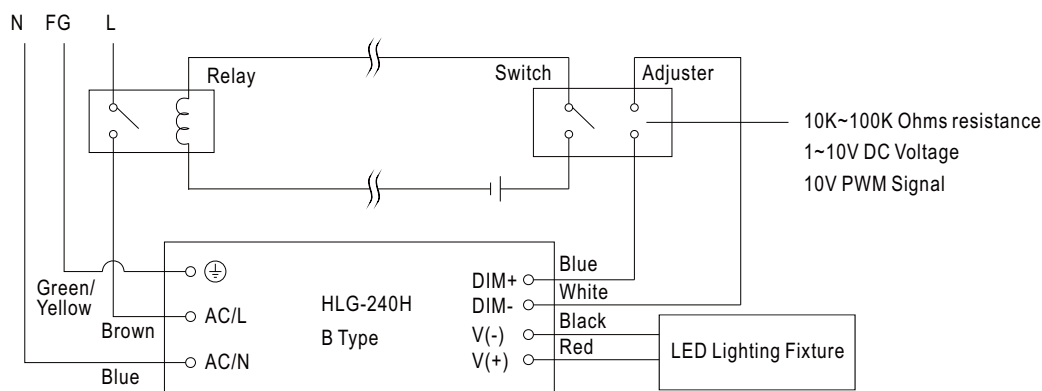 N FG L
Relay
Switch
Adjuster
10K~100K Ohms resistance
1~10V DC Voltage
10V PWM Signal
Green/
Yellow
Brown
Blue
AC/L
AC/N
HLG-240H
B Type
DIM+
DIM-
V(-)
V(+)
Blue
White
Black
Red
LED Lighting Fixture